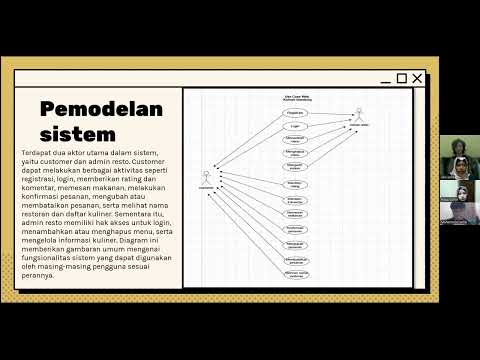 Pemodelan
sistem
Terdapat dua aktor utama dalam sistem,
yaitu customer dan admin resto. Customer
dapat melakukan berbagai aktivitas seperti
registrasi, login, memberikan rating dan
komentar, memesan makanan, melakukan
konfirmasi pesanan, mengubah atau
membatalkan pesanan, serta melihat nama
restoran dan daftar kuliner. Sementara itu,
admin resto memiliki hak akses untuk login,
menambahkan atau menghapus menu, serta
mengelola informasi kuliner. Diagram ini
memberikan gambaran umum mengenai
fungsionalitas sistem yang dapat digunakan
oleh masing-masing pengguna sesuai
perannya.
Registrasi
Login